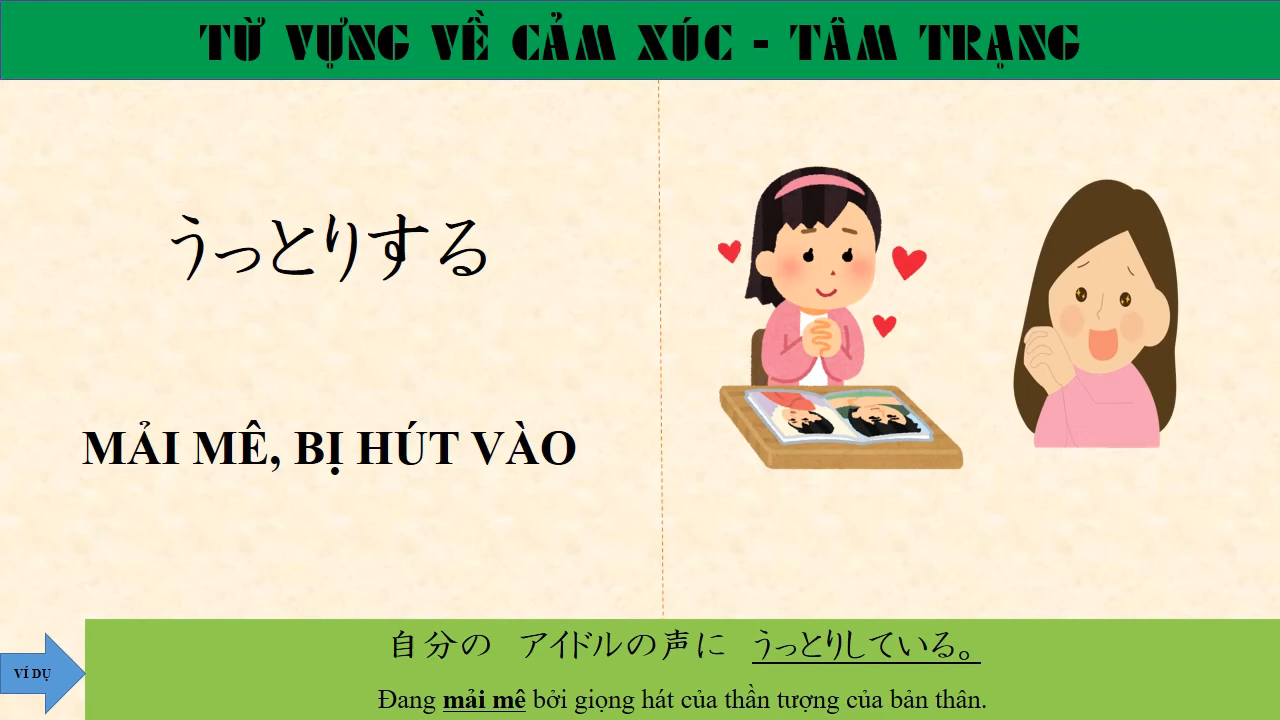 TỪ VỰNG VỀ CẢM XÚC - TÂM TRẠNG
うっとりする
MẢI MÊ, BỊ HÚT VÀO
VÍ DỤ
自分の　アイドルの声に　うっとりしている。
Đang mải mê bởi giọng hát của thần tượng của bản thân.